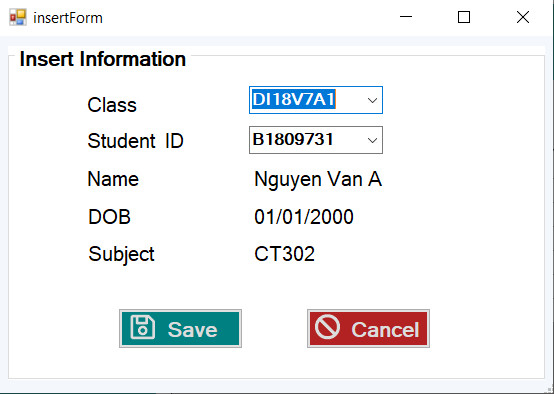 insertForm
Insert Information
Class DI18V7A1
Student ID B1809731
Name Nguyen Van A
DOB 01/01/2000
Subject CT302
Save Cancel